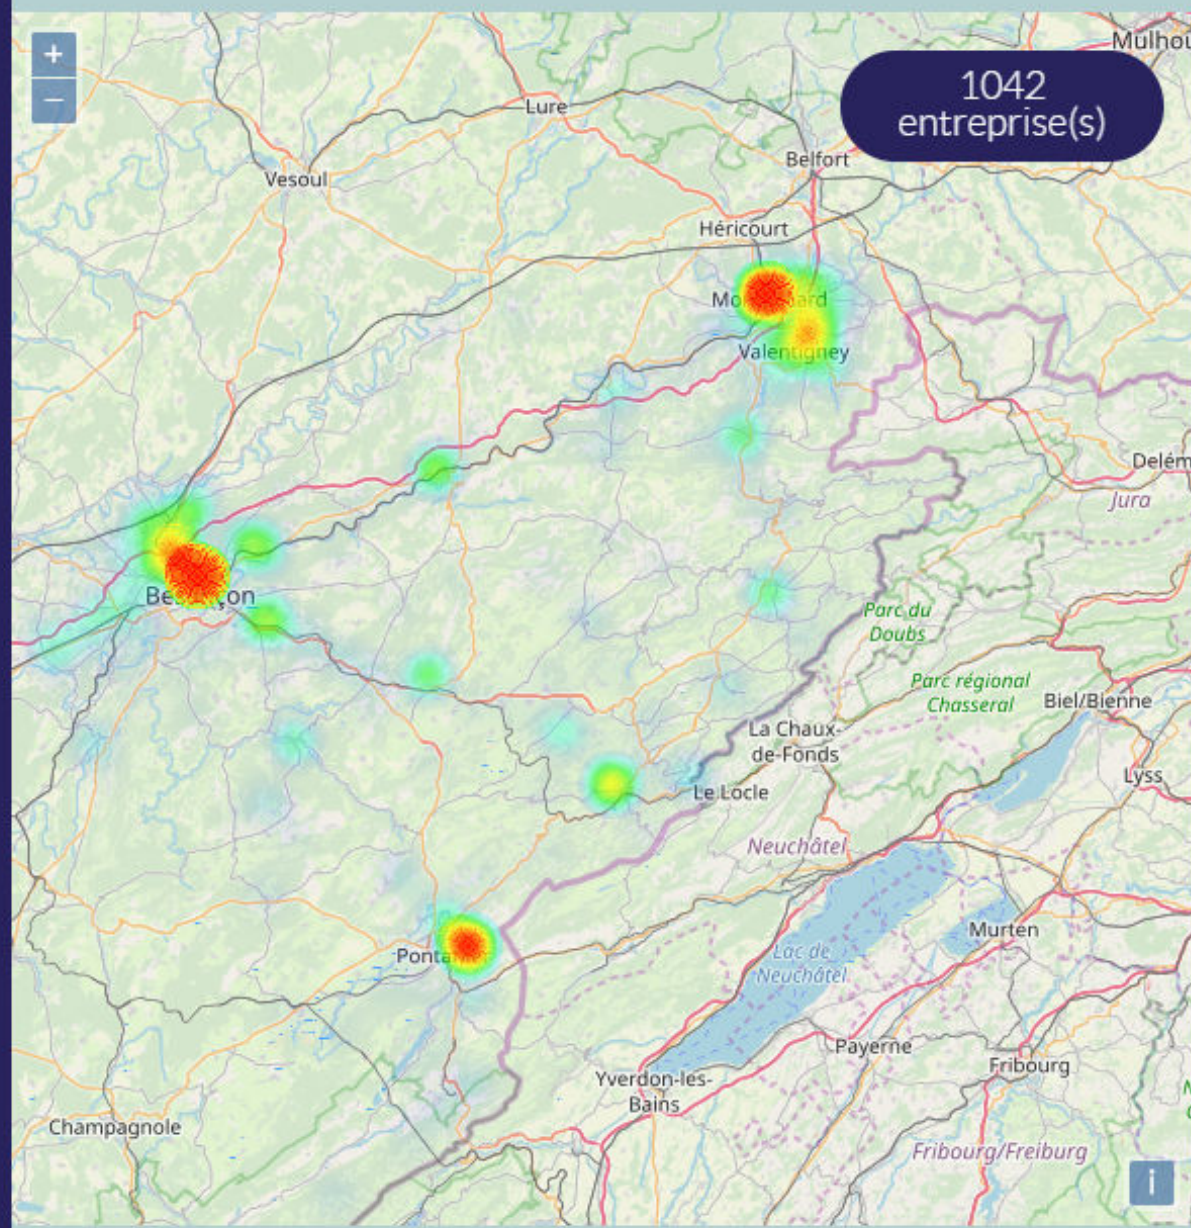 +
–
Mulhou
1042
entreprise(s)
Lure
Belfort
Vesoul
Héricourt
Valentigney
Delém
Jura
Parc du
Doubs
Parc régional
Chasseral
Biel/Bienne
La Chaux-
de-Fonds
Lyss
Le Locle
Neuchâtel
Murten
Lac de
Neuchâtel
Payerne
Fribourg
Yverdon-les-
Bains
Champagnole
Fribourg/Freiburg
i